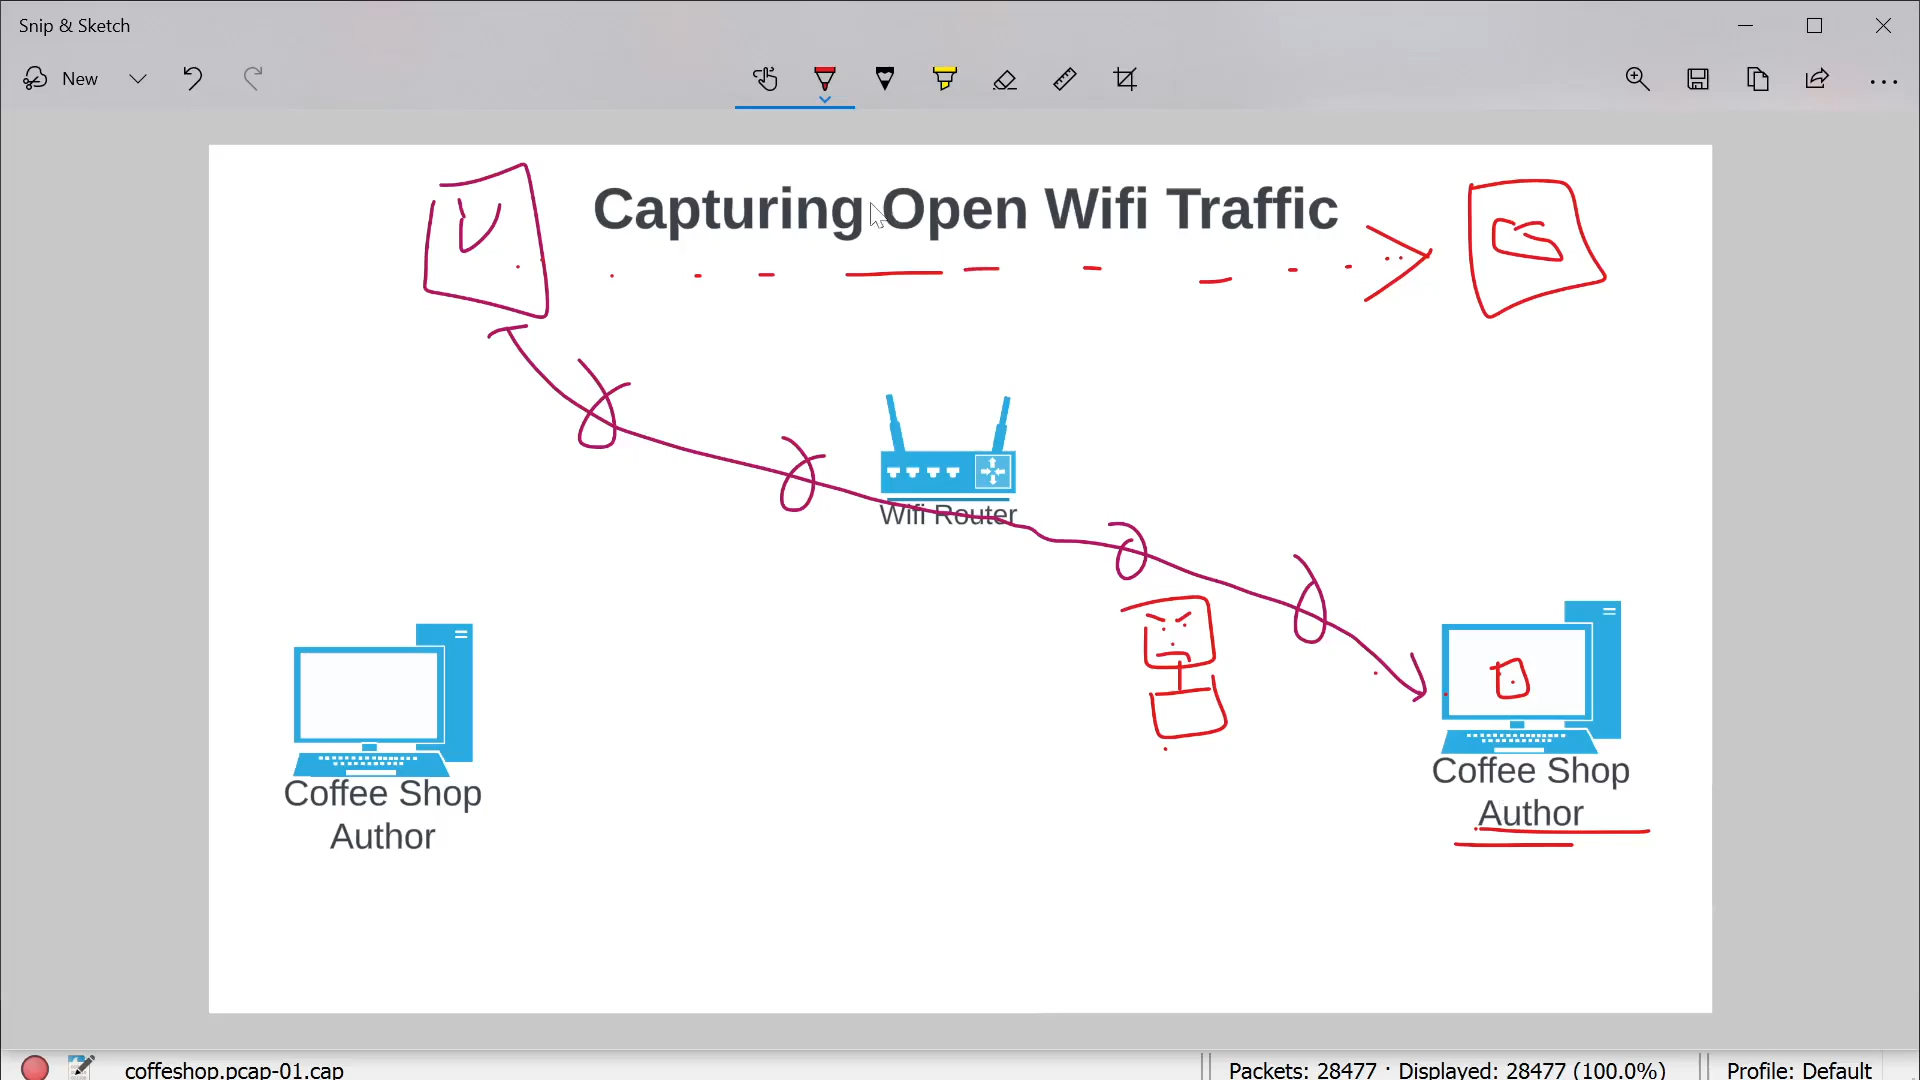 Snip & Sketch
New
Capturing Open Wifi Traffic
V
CS
Wifi Router
Coffee Shop
Author
Coffee Shop
Author
coffeshop.pcap-01.cap
Packets: 28477 · Displayed: 28477 (100.0%)
Profile: Default